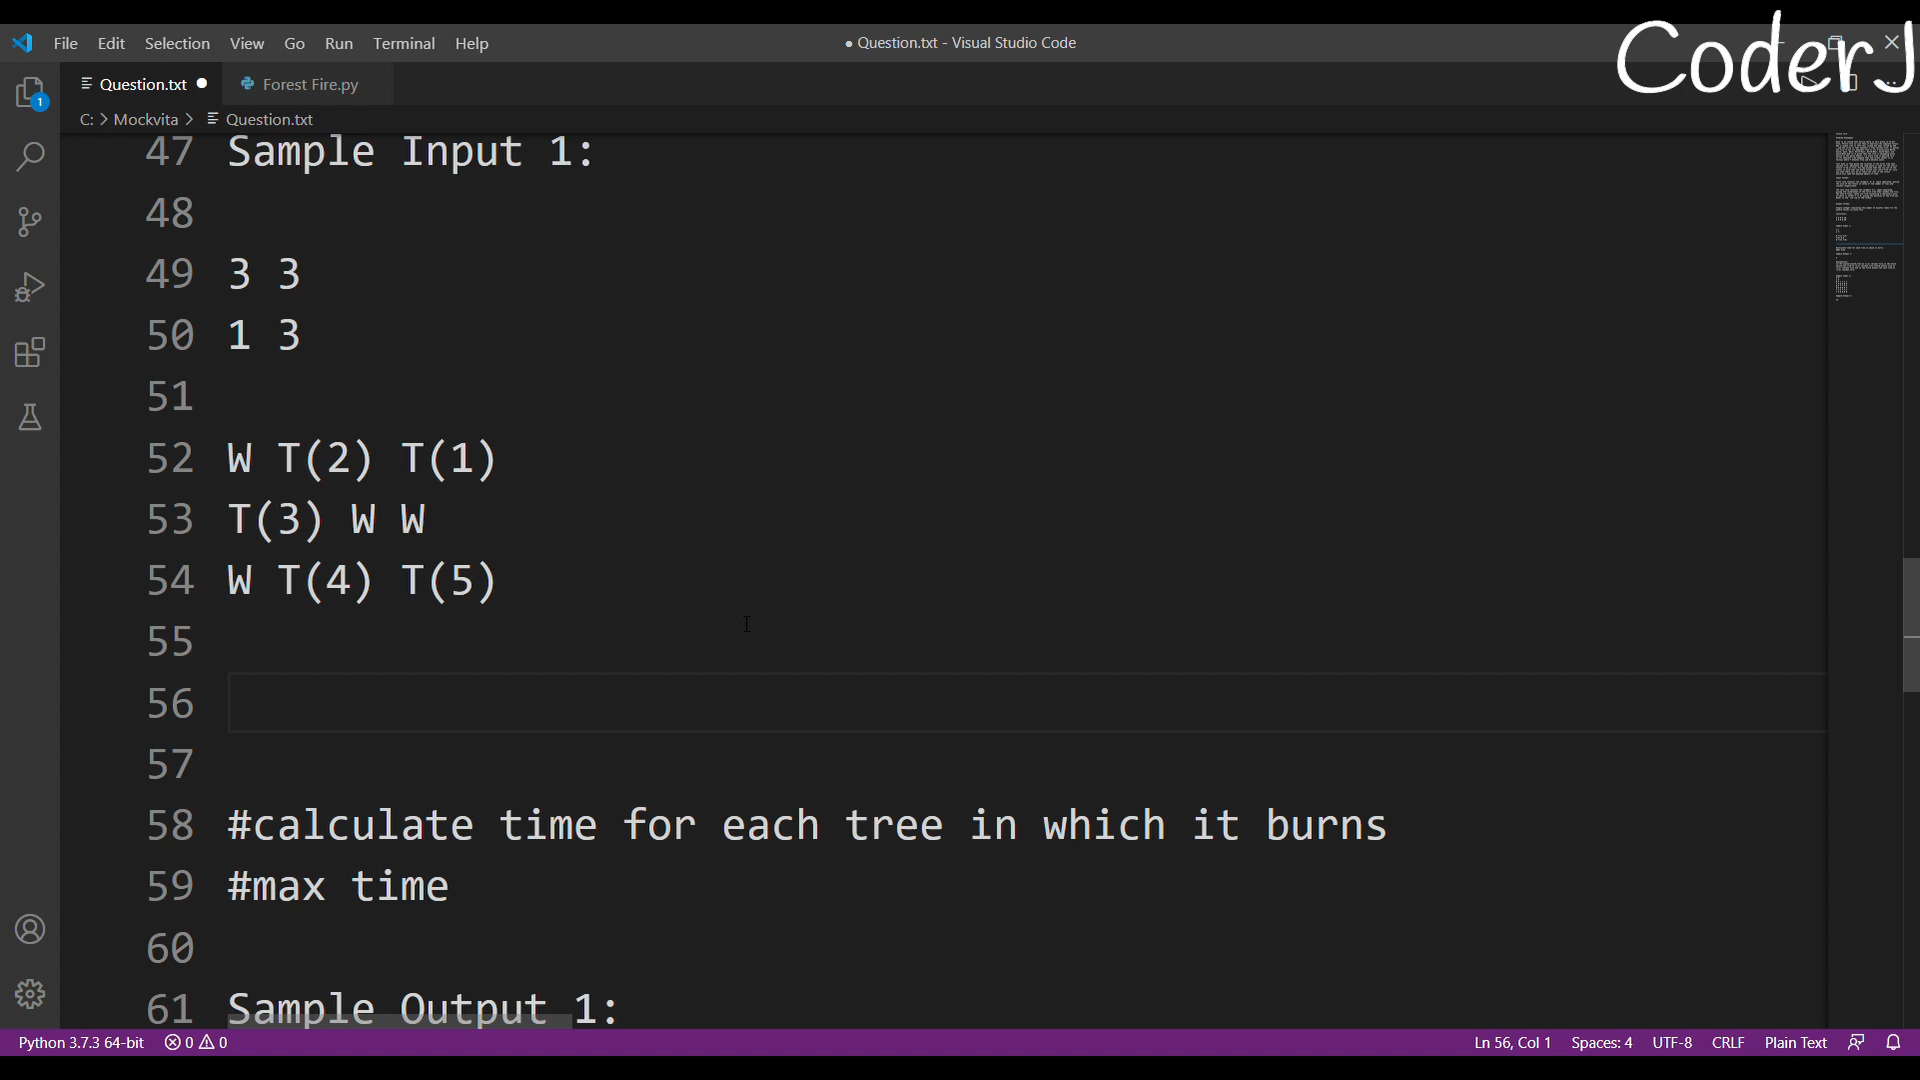 File Edit Selection View Go Run Terminal Help
● Question.txt - Visual Studio Code
CoderJ
Question.txt ●
Forest Fire.py
C: > Mockvita > Question.txt
1
47 Sample Input 1:
48
49 3 3
50 1 3
51
52 W T(2) T(1)
53 T(3) W W
54 W T(4) T(5)
55
56
57
58 #calculate time for each tree in which it burns
59 #max time
60
61 Sample Output 1:
Python 3.7.3 64-bit 0 0
Ln 56, Col 1 Spaces: 4 UTF-8 CRLF Plain Text